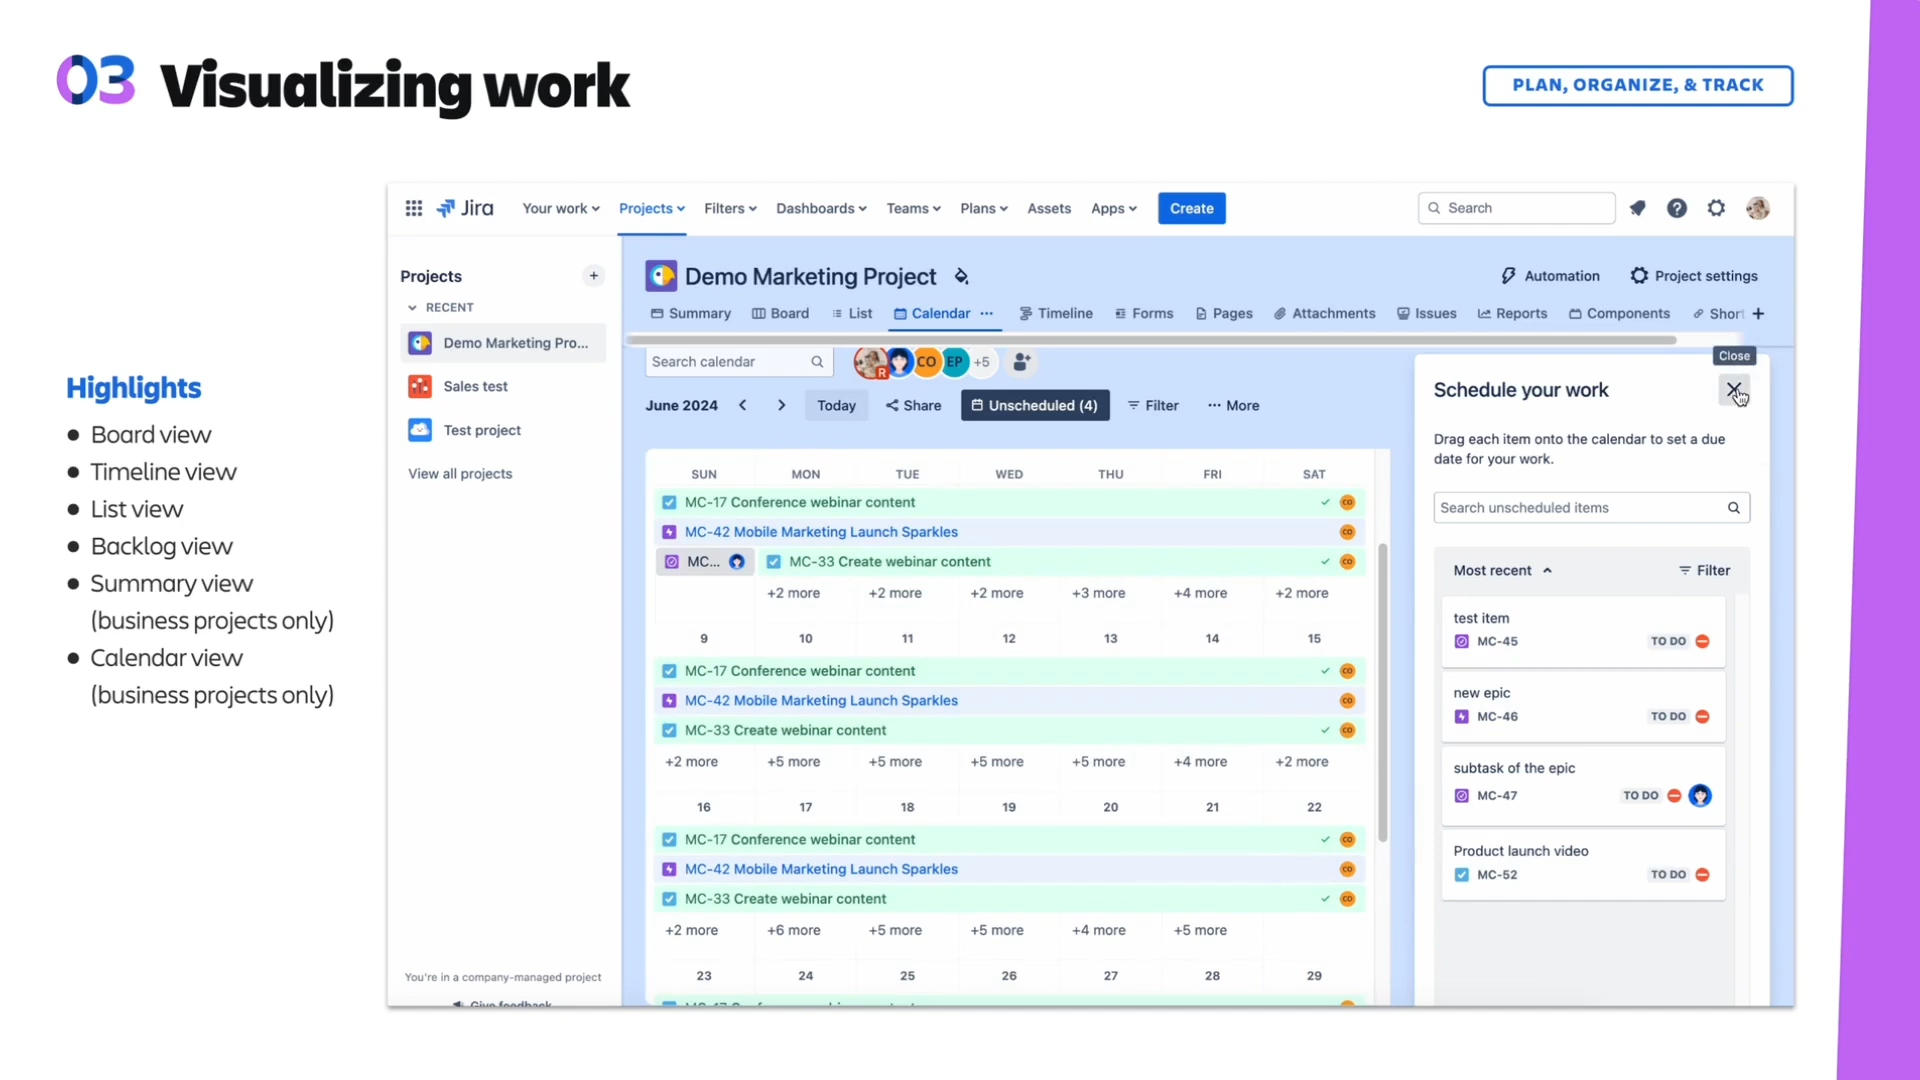 03 Visualizing work
PLAN, ORGANIZE, & TRACK
Highlights
Board view
Timeline view
List view
Backlog view
Summary view
(business projects only)
Calendar view
(business projects only)
Jira
Your work
Projects
Filters
Dashboards
Teams
Plans
Assets
Apps
Create
Search
Projects
RECENT
Demo Marketing Pro...
Sales test
Test project
View all projects
You're in a company-managed project
Give feedback
Demo Marketing Project
Automation
Project settings
Summary
Board
List
Calendar
Timeline
Forms
Pages
Attachments
Issues
Reports
Components
Short
Search calendar
R
CO
EP
+5
June 2024
Today
Share
Unscheduled (4)
Filter
More
SUN MON TUE WED THU FRI SAT
MC-17 Conference webinar content CO
MC-42 Mobile Marketing Launch Sparkles CO
MC... MC-33 Create webinar content CO
+2 more +2 more +2 more +3 more +4 more +2 more
9 10 11 12 13 14 15
MC-17 Conference webinar content CO
MC-42 Mobile Marketing Launch Sparkles CO
MC-33 Create webinar content CO
+2 more +5 more +5 more +5 more +5 more +4 more +2 more
16 17 18 19 20 21 22
MC-17 Conference webinar content CO
MC-42 Mobile Marketing Launch Sparkles CO
MC-33 Create webinar content CO
+2 more +6 more +5 more +5 more +4 more +5 more
23 24 25 26 27 28 29
Close
Schedule your work
Drag each item onto the calendar to set a due
date for your work.
Search unscheduled items
Most recent
Filter
test item
MC-45 TO DO
new epic
MC-46 TO DO
subtask of the epic
MC-47 TO DO
Product launch video
MC-52 TO DO